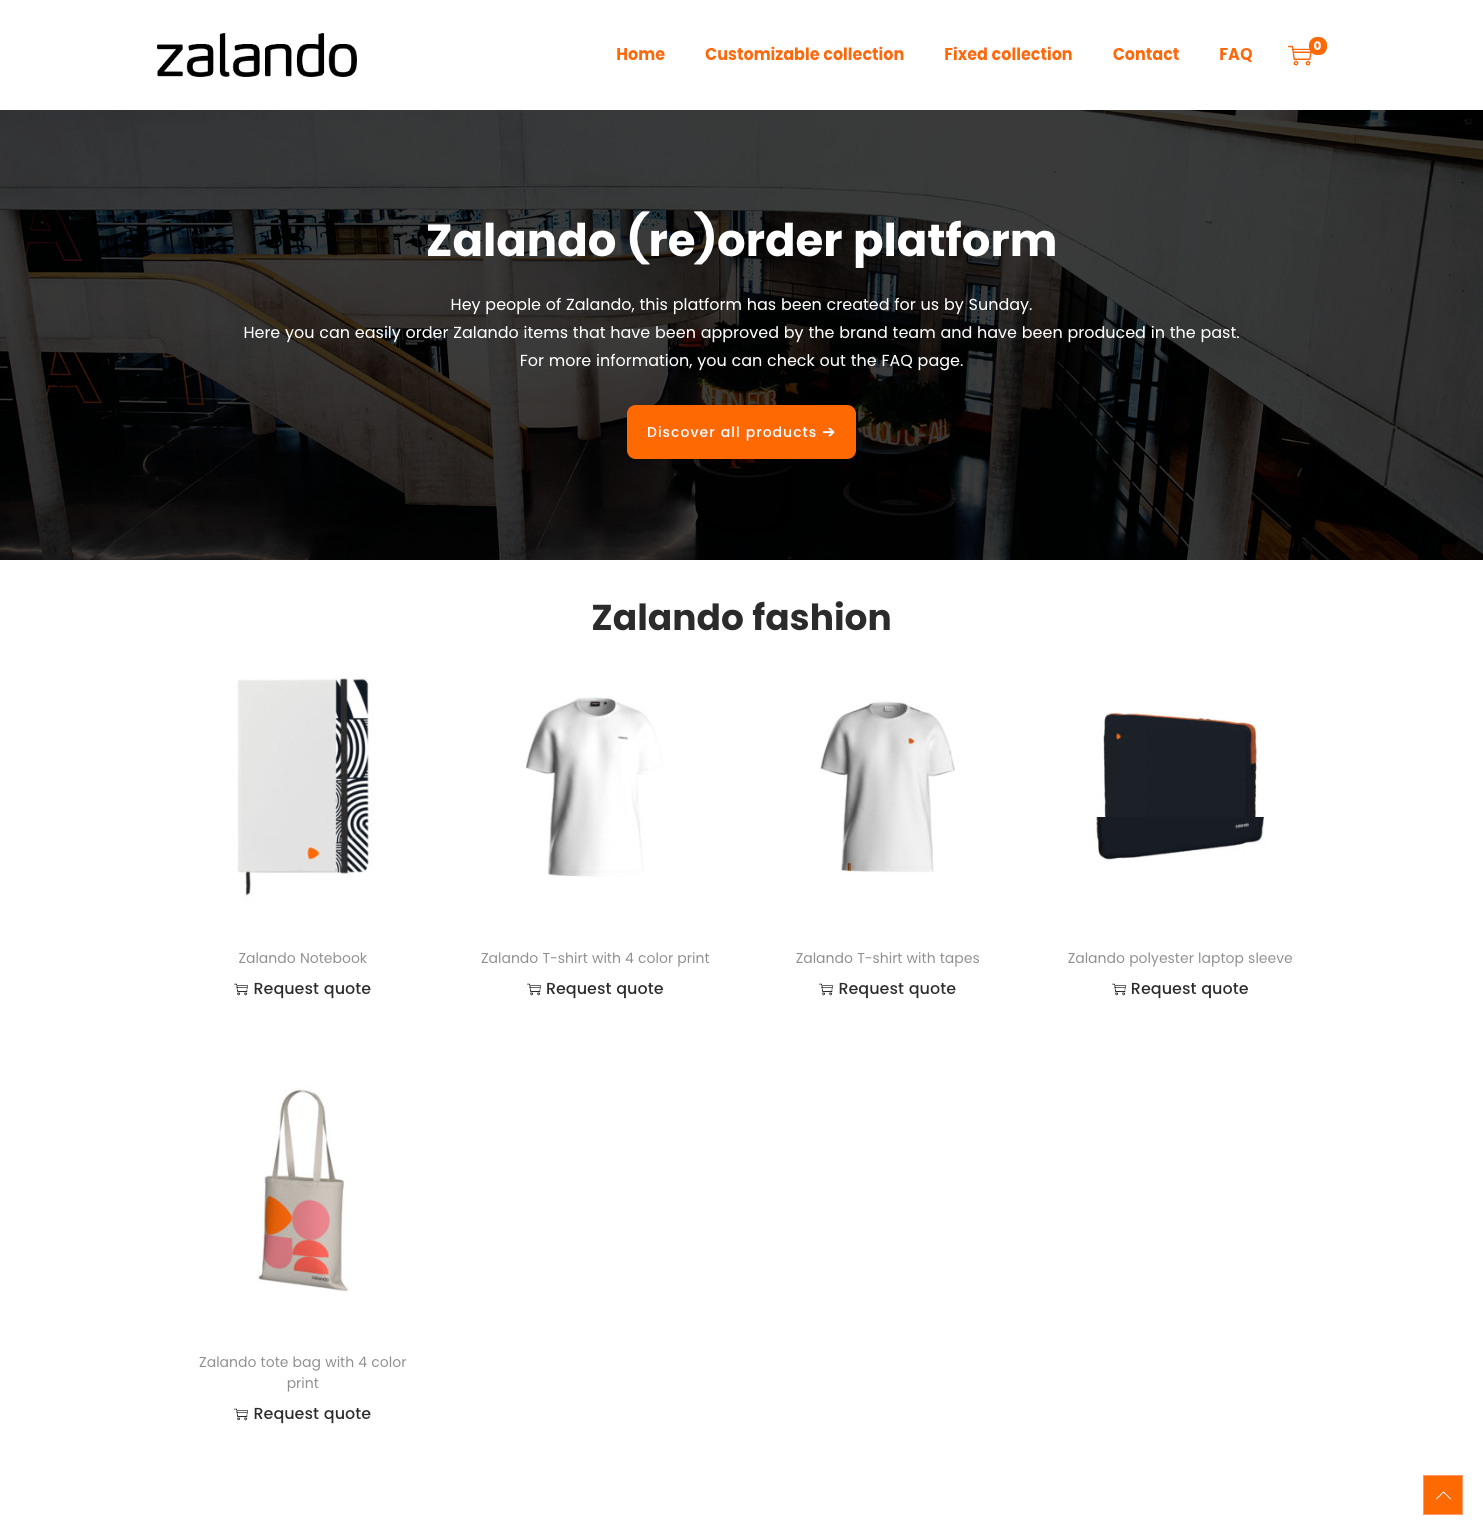 zalando
Home
Customizable collection
Fixed collection
Contact
FAQ
0
Zalando (re)order platform
Hey people of Zalando, this platform has been created for us by Sunday.
Here you can easily order Zalando items that have been approved by the brand team and have been produced in the past.
For more information, you can check out the FAQ page.
Discover all products →
Zalando fashion
Zalando Notebook
Request quote
Zalando T-shirt with 4 color print
Request quote
Zalando T-shirt with tapes
Request quote
Zalando polyester laptop sleeve
Request quote
zalando
Zalando tote bag with 4 color
print
Request quote